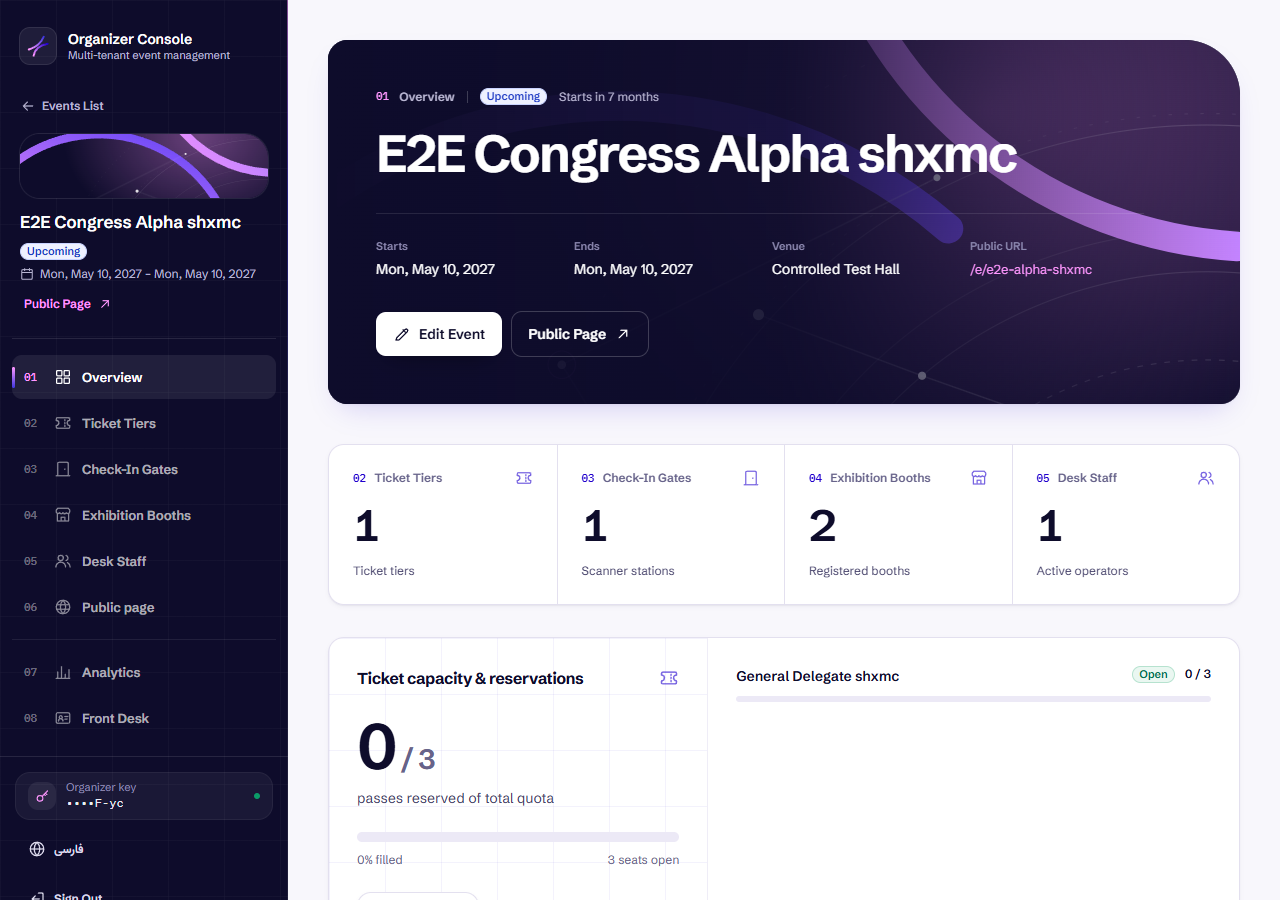 Organizer Console
Multi-tenant event management
Events List
E2E Congress Alpha shxmc
Upcoming
Mon, May 10, 2027 – Mon, May 10, 2027
Public Page
01 Overview
02 Ticket Tiers
03 Check-In Gates
04 Exhibition Booths
05 Desk Staff
06 Public page
07 Analytics
08 Front Desk
Organizer key
••••F-yc
فارسی
Sign Out
01 Overview | Upcoming Starts in 7 months
E2E Congress Alpha shxmc
Starts Ends Venue Public URL
Mon, May 10, 2027 Mon, May 10, 2027 Controlled Test Hall /e/e2e-alpha-shxmc
Edit Event Public Page
02 Ticket Tiers
1
Ticket tiers
03 Check-In Gates
1
Scanner stations
04 Exhibition Booths
2
Registered booths
05 Desk Staff
1
Active operators
Ticket capacity & reservations
0 / 3
passes reserved of total quota
0% filled 3 seats open
General Delegate shxmc Open 0 / 3